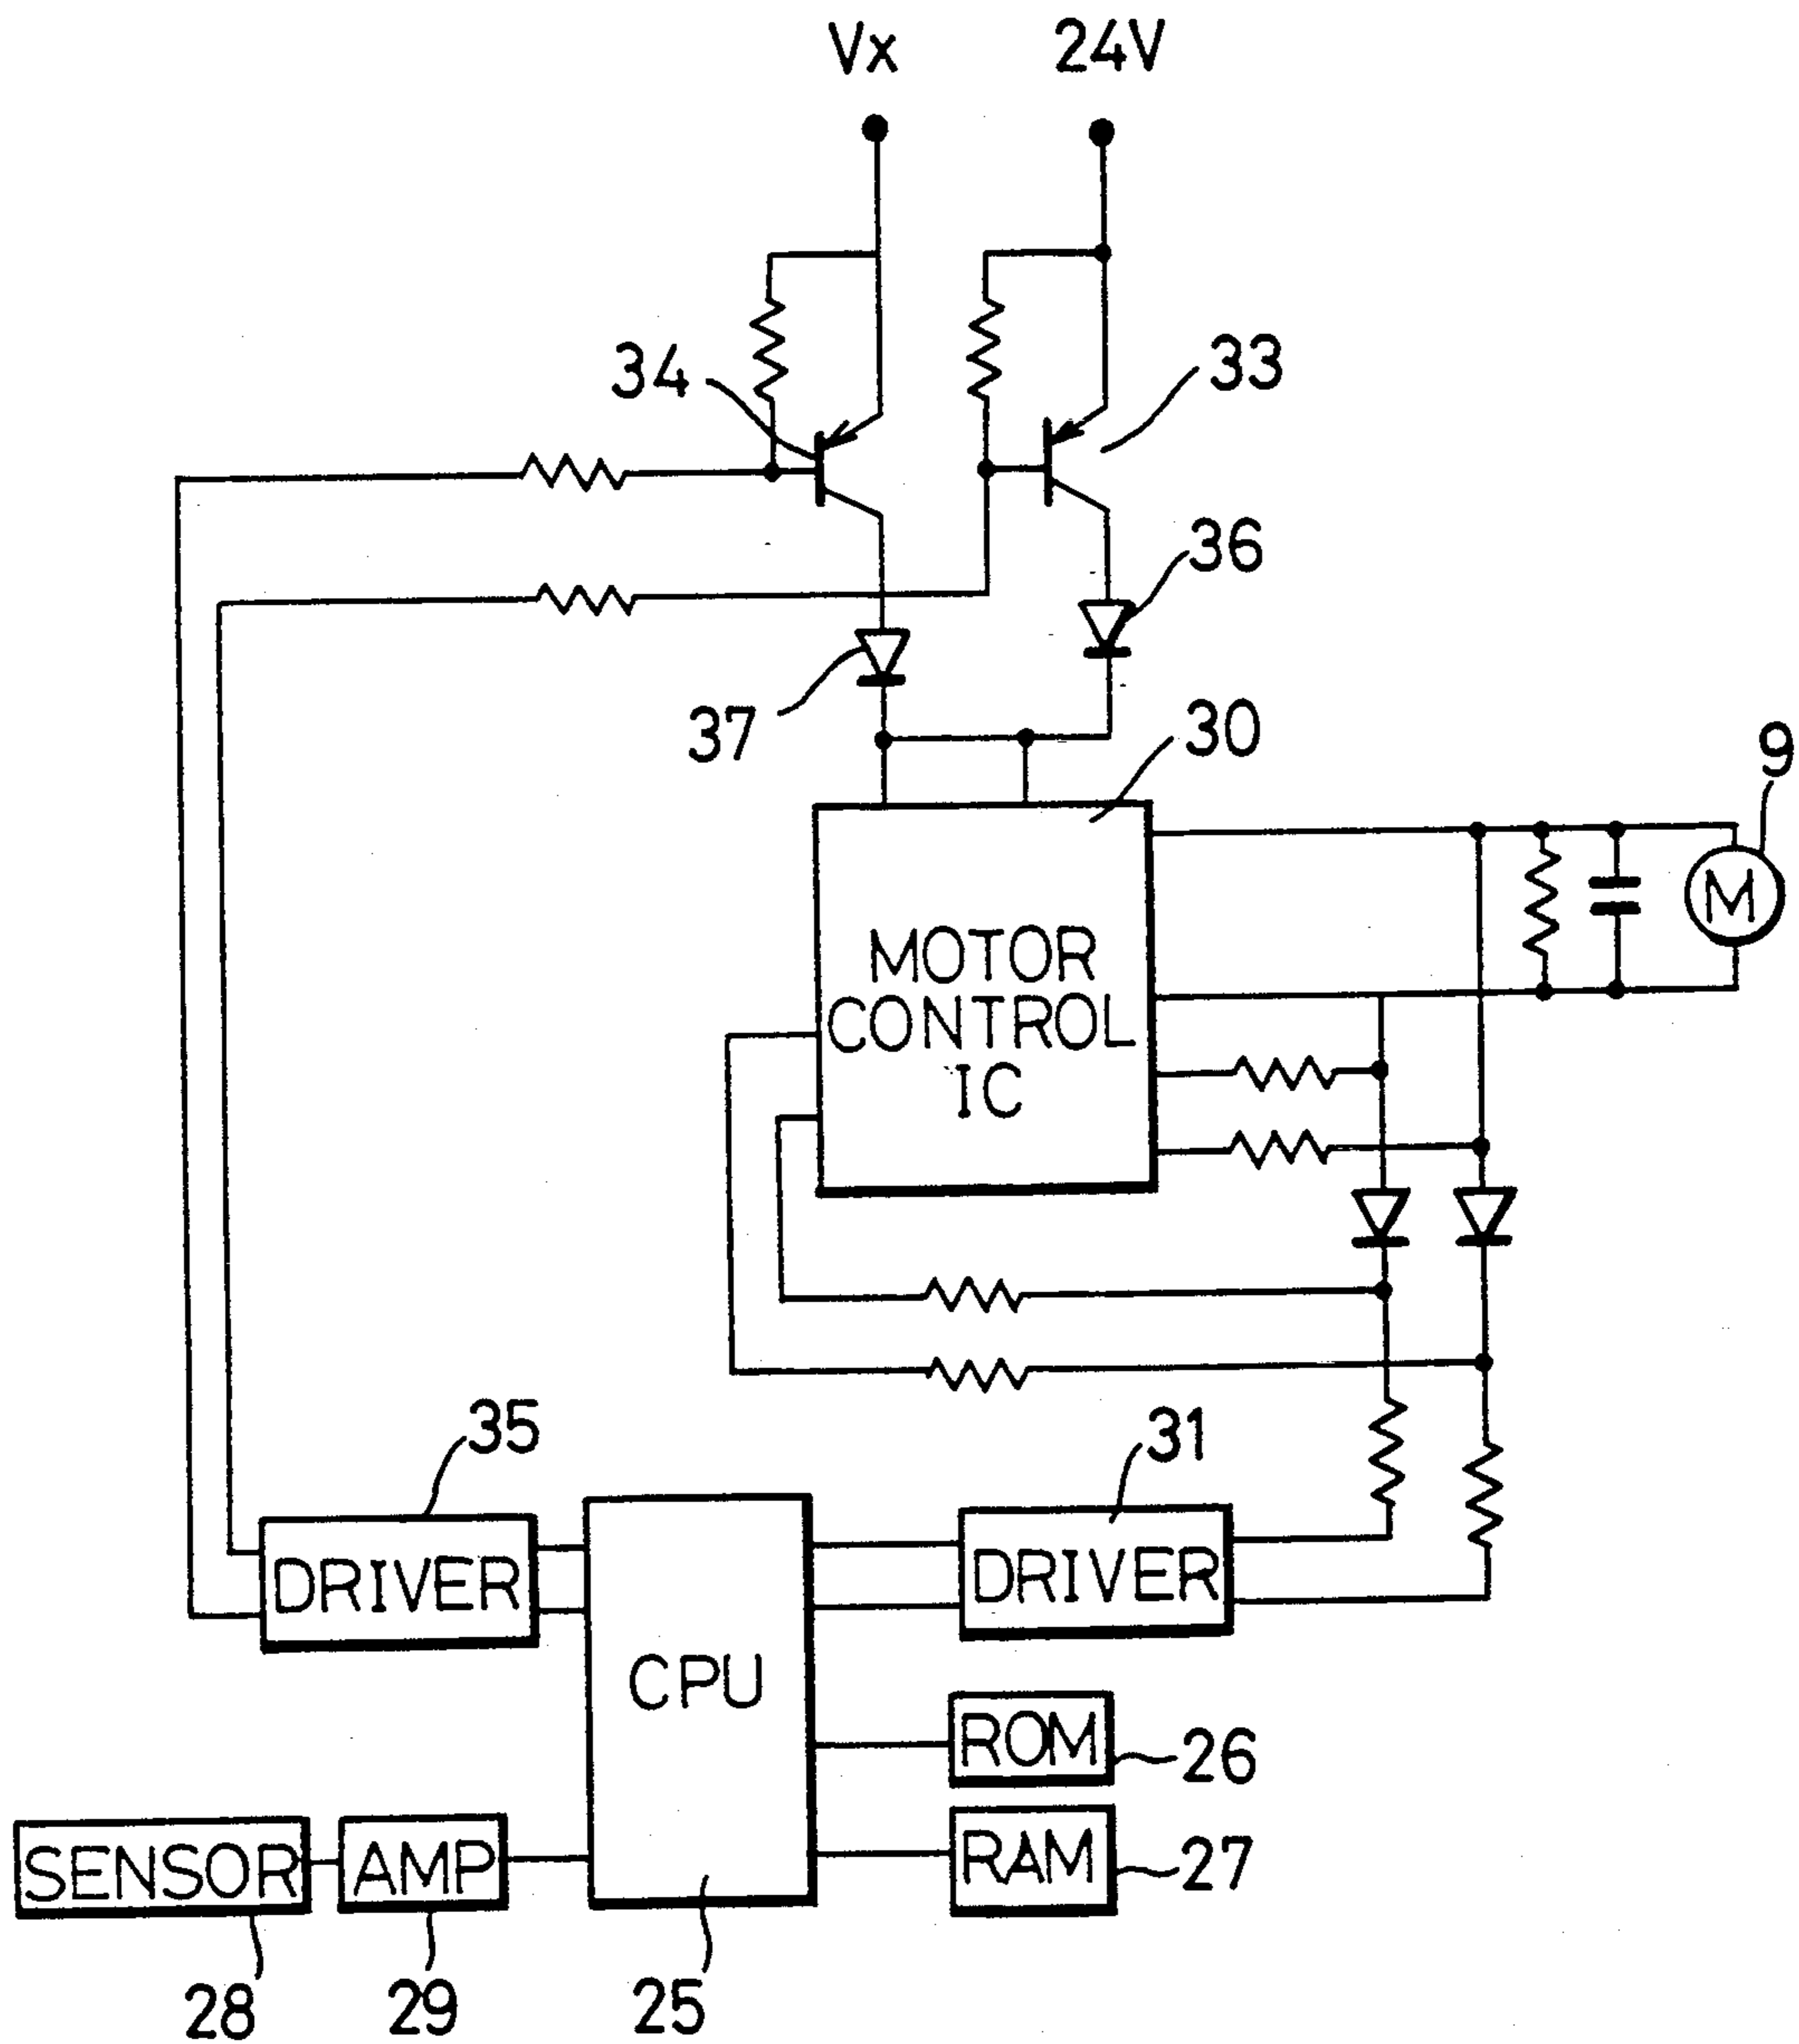 Vx
24V
34
33
36
37
30
9
M
MOTOR
CONTROL
IC
35
31
DRIVER
DRIVER
CPU
ROM
26
RAM
27
SENSOR
AMP
28
29
25